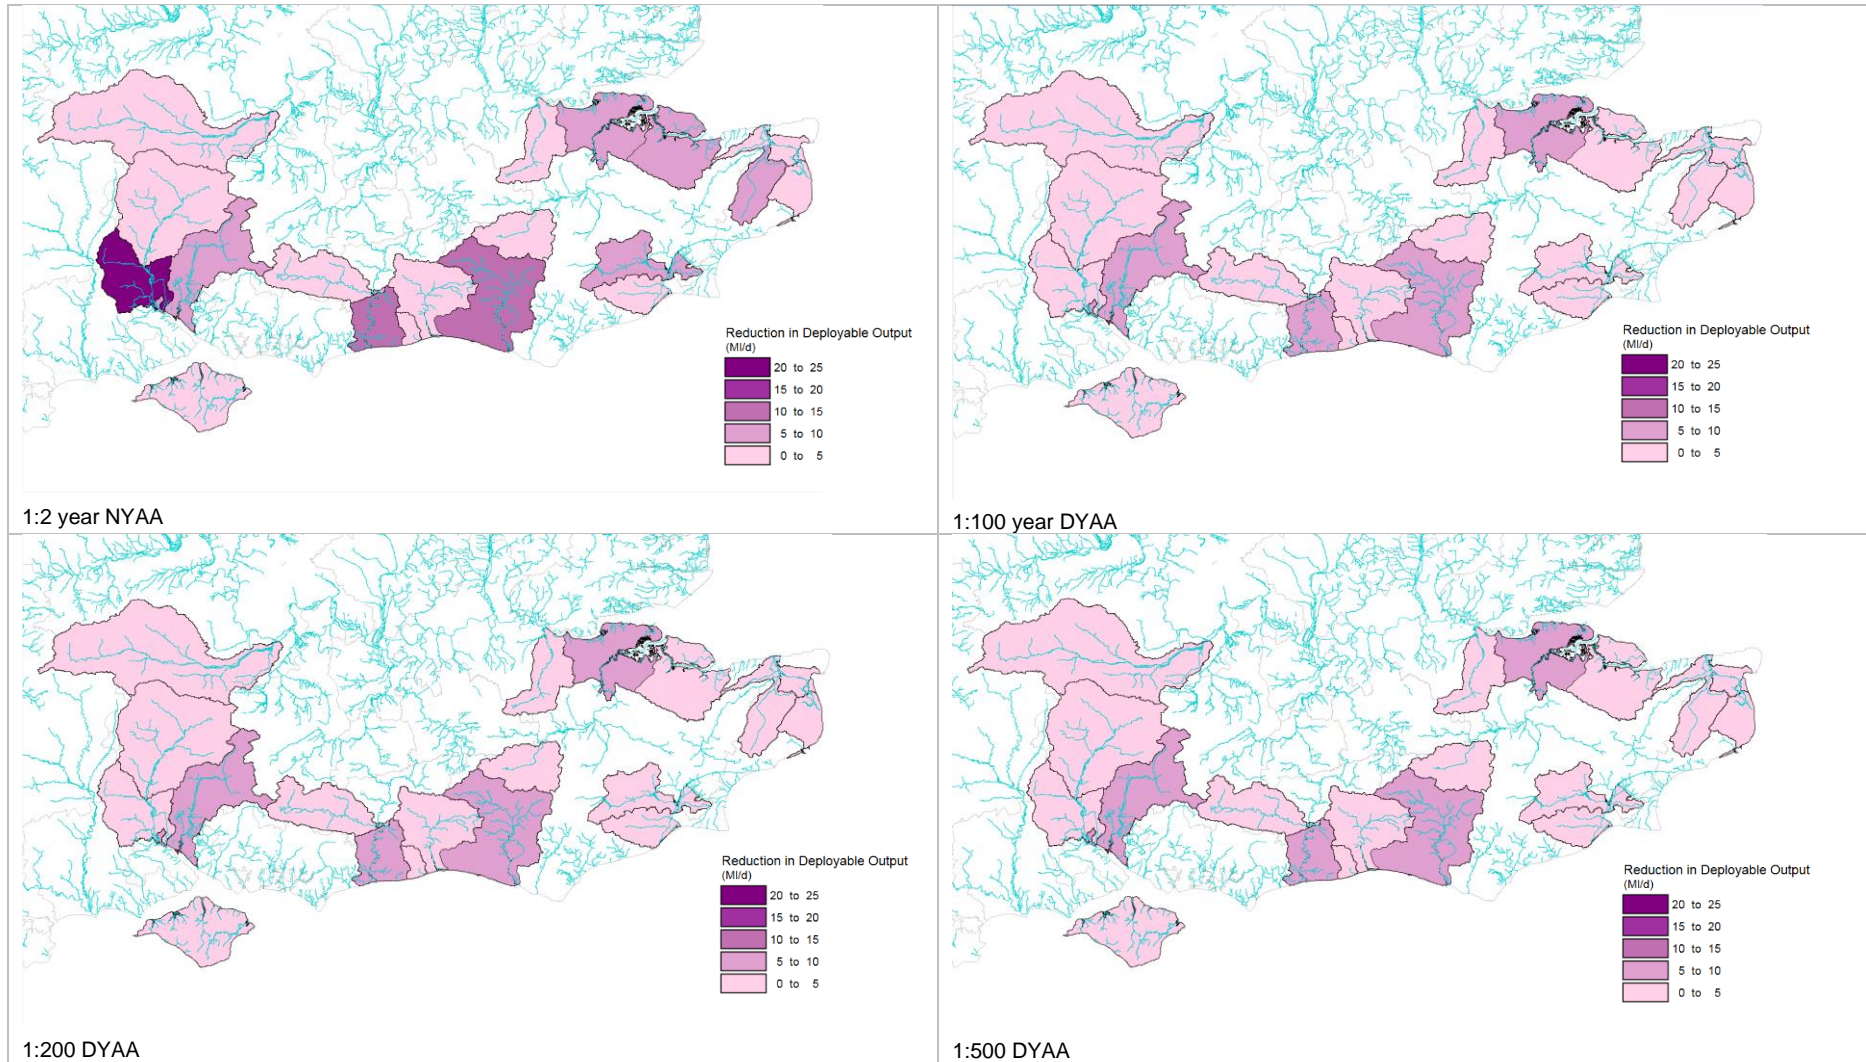 Reduction in Deployable Output
(Ml/d)
20 to 25
15 to 20
10 to 15
5 to 10
0 to 5
1:2 year NYAA
Reduction in Deployable Output
(Ml/d)
20 to 25
15 to 20
10 to 15
5 to 10
0 to 5
1:100 year DYAA
Reduction in Deployable Output
(Ml/d)
20 to 25
15 to 20
10 to 15
5 to 10
0 to 5
1:200 DYAA
Reduction in Deployable Output
(Ml/d)
20 to 25
15 to 20
10 to 15
5 to 10
0 to 5
1:500 DYAA